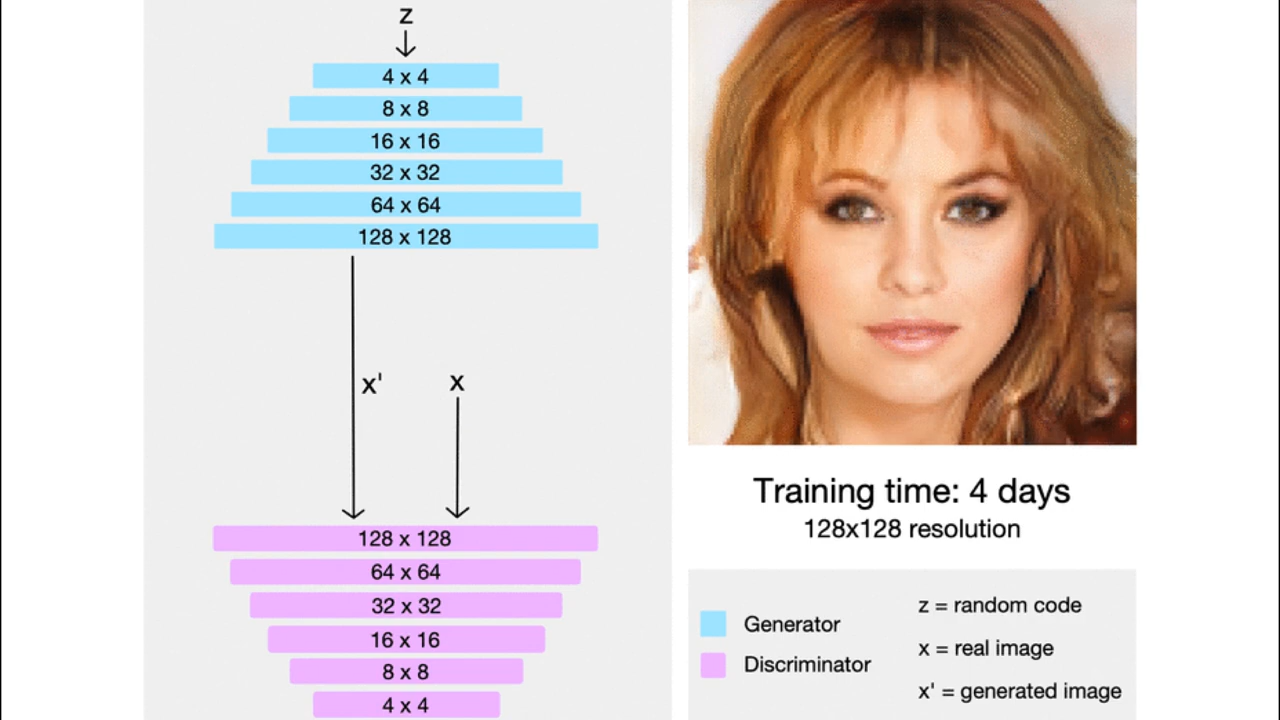 z
4 x 4
8 x 8
16 x 16
32 x 32
64 x 64
128 x 128
x'
x
128 x 128
64 x 64
32 x 32
16 x 16
8 x 8
4 x 4
Training time: 4 days
128x128 resolution
Generator
Discriminator
z = random code
x = real image
x' = generated image